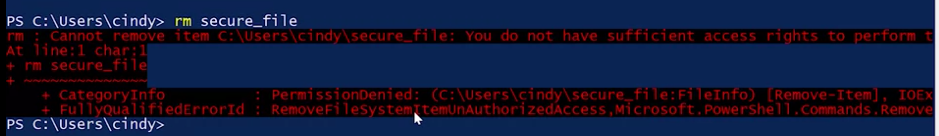 PS C:\Users\cindy> rm secure_file
rm : Cannot remove item C:\Users\cindy\secure_file: You do not have sufficient access rights to perform t
At line:1 char:1
+ rm secure_file
+ ~~~~~~~~~~~~~~
+ CategoryInfo : PermissionDenied: (C:\Users\cindy\secure_file:FileInfo) [Remove-Item], IOEx
+ FullyQualifiedErrorId : RemoveFileSystemItemUnAuthorizedAccess,Microsoft.PowerShell.Commands.Remove
PS C:\Users\cindy>